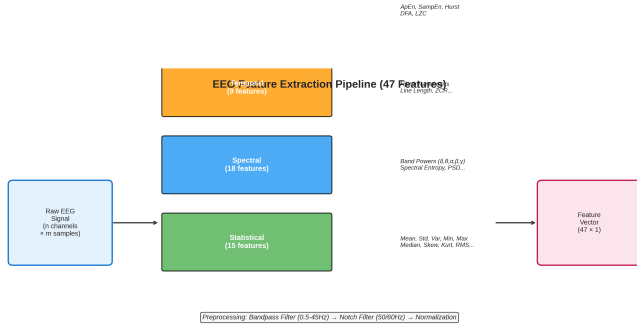 ApEn, SampEn, Hurst
DFA, LZC
EEG Feature Extraction Pipeline (47 Features)
(9 features)
Line Length, ZCR...
Spectral
(18 features)
Band Powers (δ,θ,α,β,γ)
Spectral Entropy, PSD...
Raw EEG
Signal
(n channels
× m samples)
Feature
Vector
(47 × 1)
Statistical
(15 features)
Mean, Std, Var, Min, Max
Median, Skew, Kurt, RMS...
Preprocessing: Bandpass Filter (0.5-45Hz) → Notch Filter (50/60Hz) → Normalization